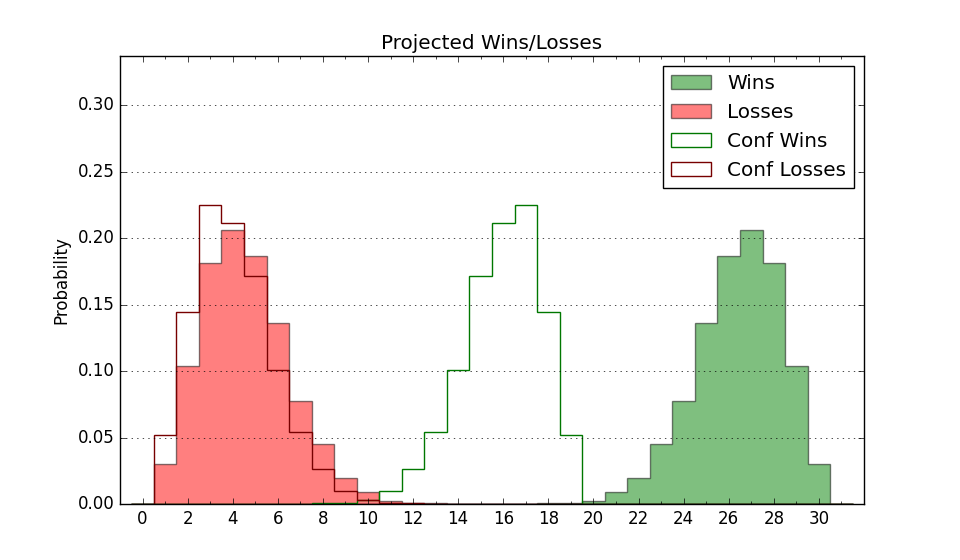 Projected Wins/Losses
Wins
Losses
Conf Wins
Conf Losses
Probability
0.30
0.25
0.20
0.15
0.10
0.05
0.00
0 2 4 6 8 10 12 14 16 18 20 22 24 26 28 30